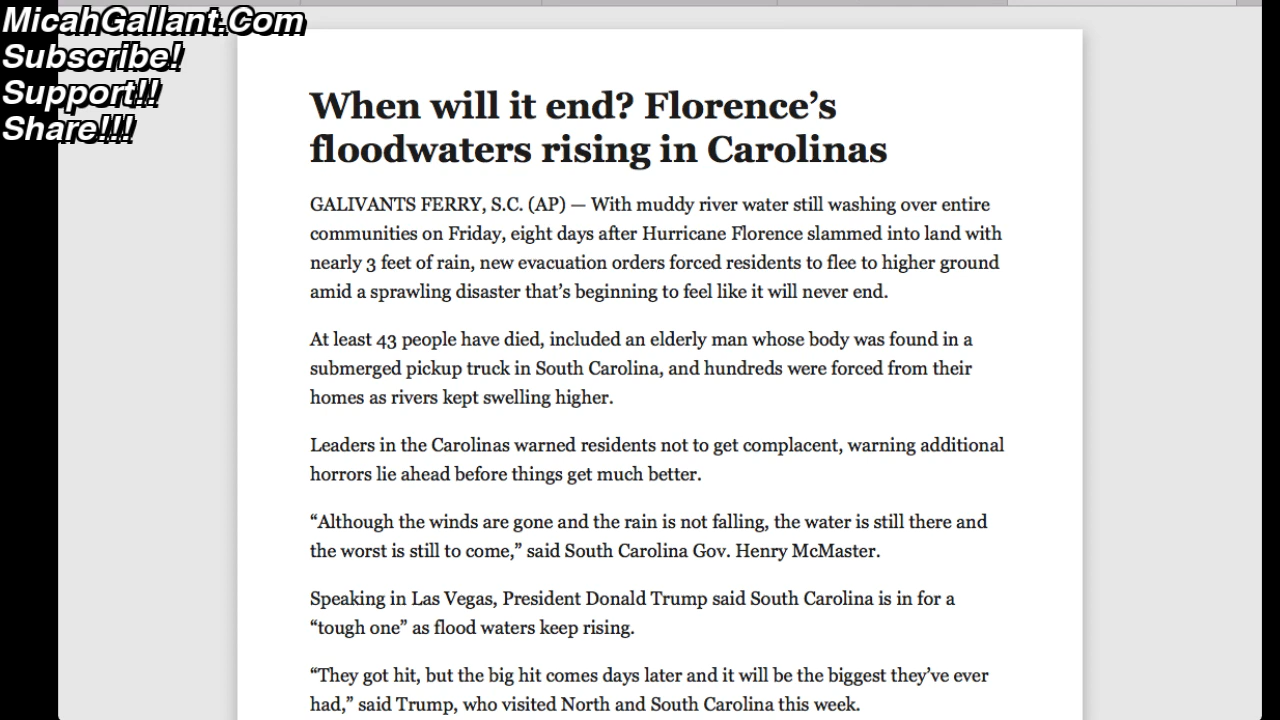 MicahGallant.Com
Subscribe!
Support!!
Share!!!
When will it end? Florence’s
floodwaters rising in Carolinas
GALIVANTS FERRY, S.C. (AP) — With muddy river water still washing over entire
communities on Friday, eight days after Hurricane Florence slammed into land with
nearly 3 feet of rain, new evacuation orders forced residents to flee to higher ground
amid a sprawling disaster that’s beginning to feel like it will never end.
At least 43 people have died, included an elderly man whose body was found in a
submerged pickup truck in South Carolina, and hundreds were forced from their
homes as rivers kept swelling higher.
Leaders in the Carolinas warned residents not to get complacent, warning additional
horrors lie ahead before things get much better.
“Although the winds are gone and the rain is not falling, the water is still there and
the worst is still to come,” said South Carolina Gov. Henry McMaster.
Speaking in Las Vegas, President Donald Trump said South Carolina is in for a
“tough one” as flood waters keep rising.
“They got hit, but the big hit comes days later and it will be the biggest they’ve ever
had,” said Trump, who visited North and South Carolina this week.